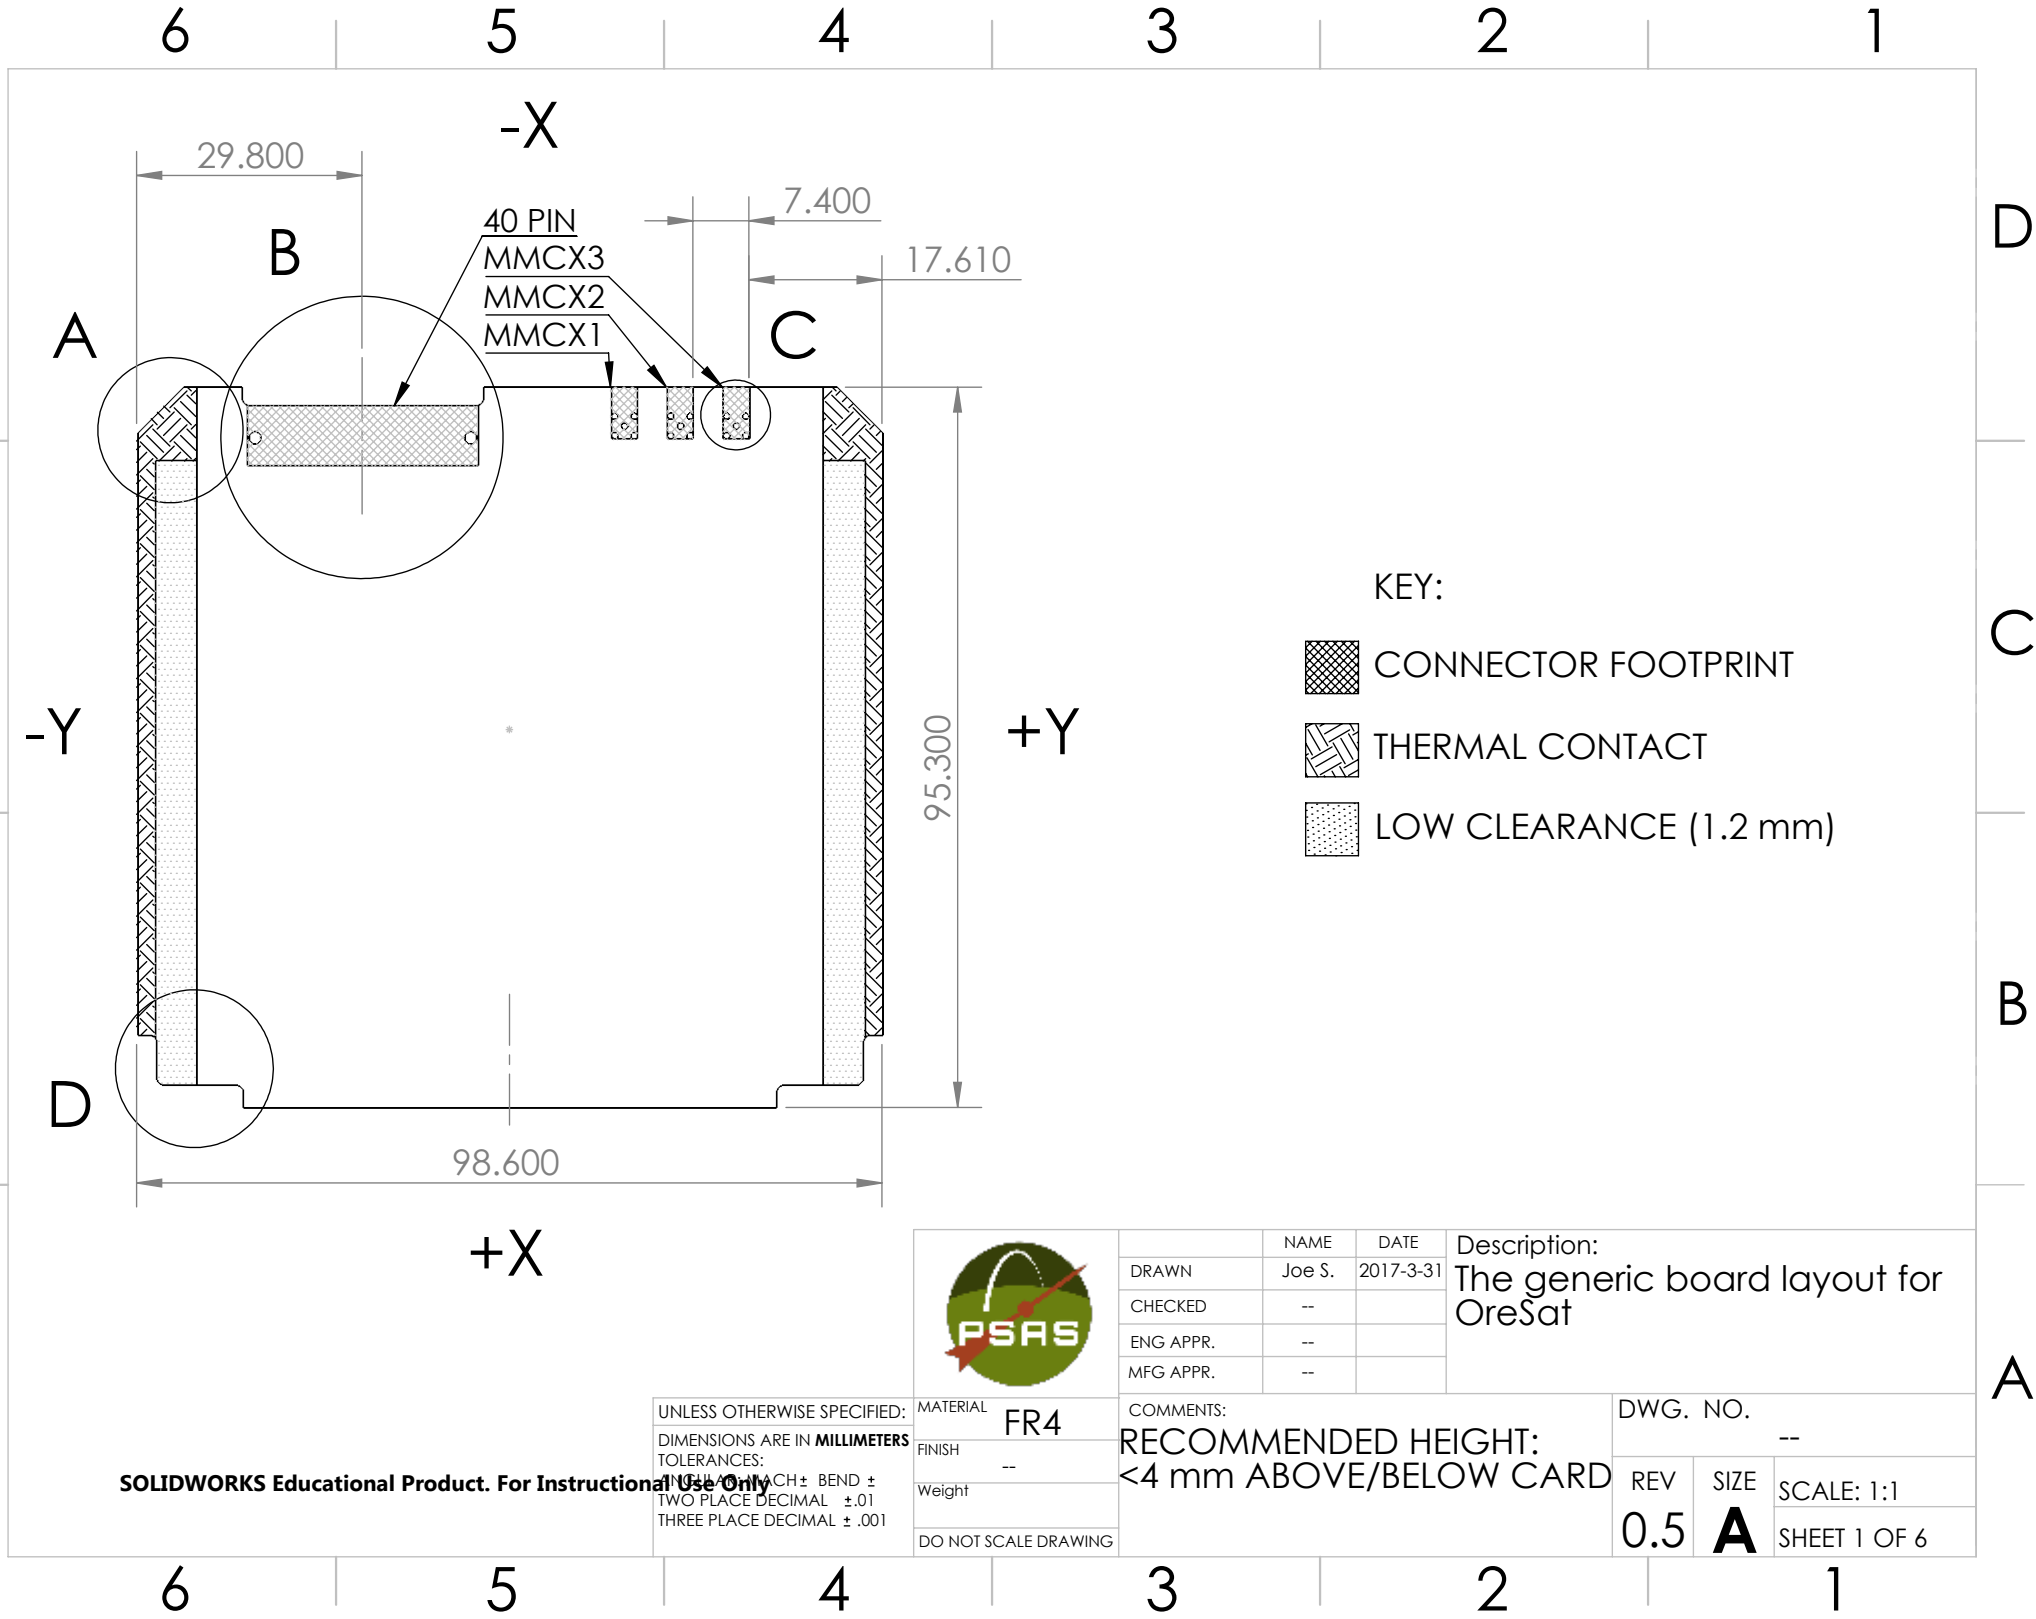 6 5 4 3 2 1
-X
29.800
7.400
40 PIN
B
MMCX3
17.610
MMCX2
MMCX1
A
C
D
KEY:
CONNECTOR FOOTPRINT
C
-Y
+Y
THERMAL CONTACT
95.300
LOW CLEARANCE (1.2 mm)
B
D
98.600
+X
PSAS
NAME DATE
DRAWN Joe S. 2017-3-31
CHECKED --
ENG APPR. --
MFG APPR. --
Description:
The generic board layout for
OreSat
A
UNLESS OTHERWISE SPECIFIED:
DIMENSIONS ARE IN MILLIMETERS
TOLERANCES:
ANGULAR: MACH± BEND ±
TWO PLACE DECIMAL ±.01
THREE PLACE DECIMAL ± .001
SOLIDWORKS Educational Product. For Instructional Use Only
MATERIAL FR4
FINISH --
Weight
DO NOT SCALE DRAWING
COMMENTS:
RECOMMENDED HEIGHT:
<4 mm ABOVE/BELOW CARD
DWG. NO.
--
REV 0.5
SIZE A
SCALE: 1:1
SHEET 1 OF 6
6 5 4 3 2 1